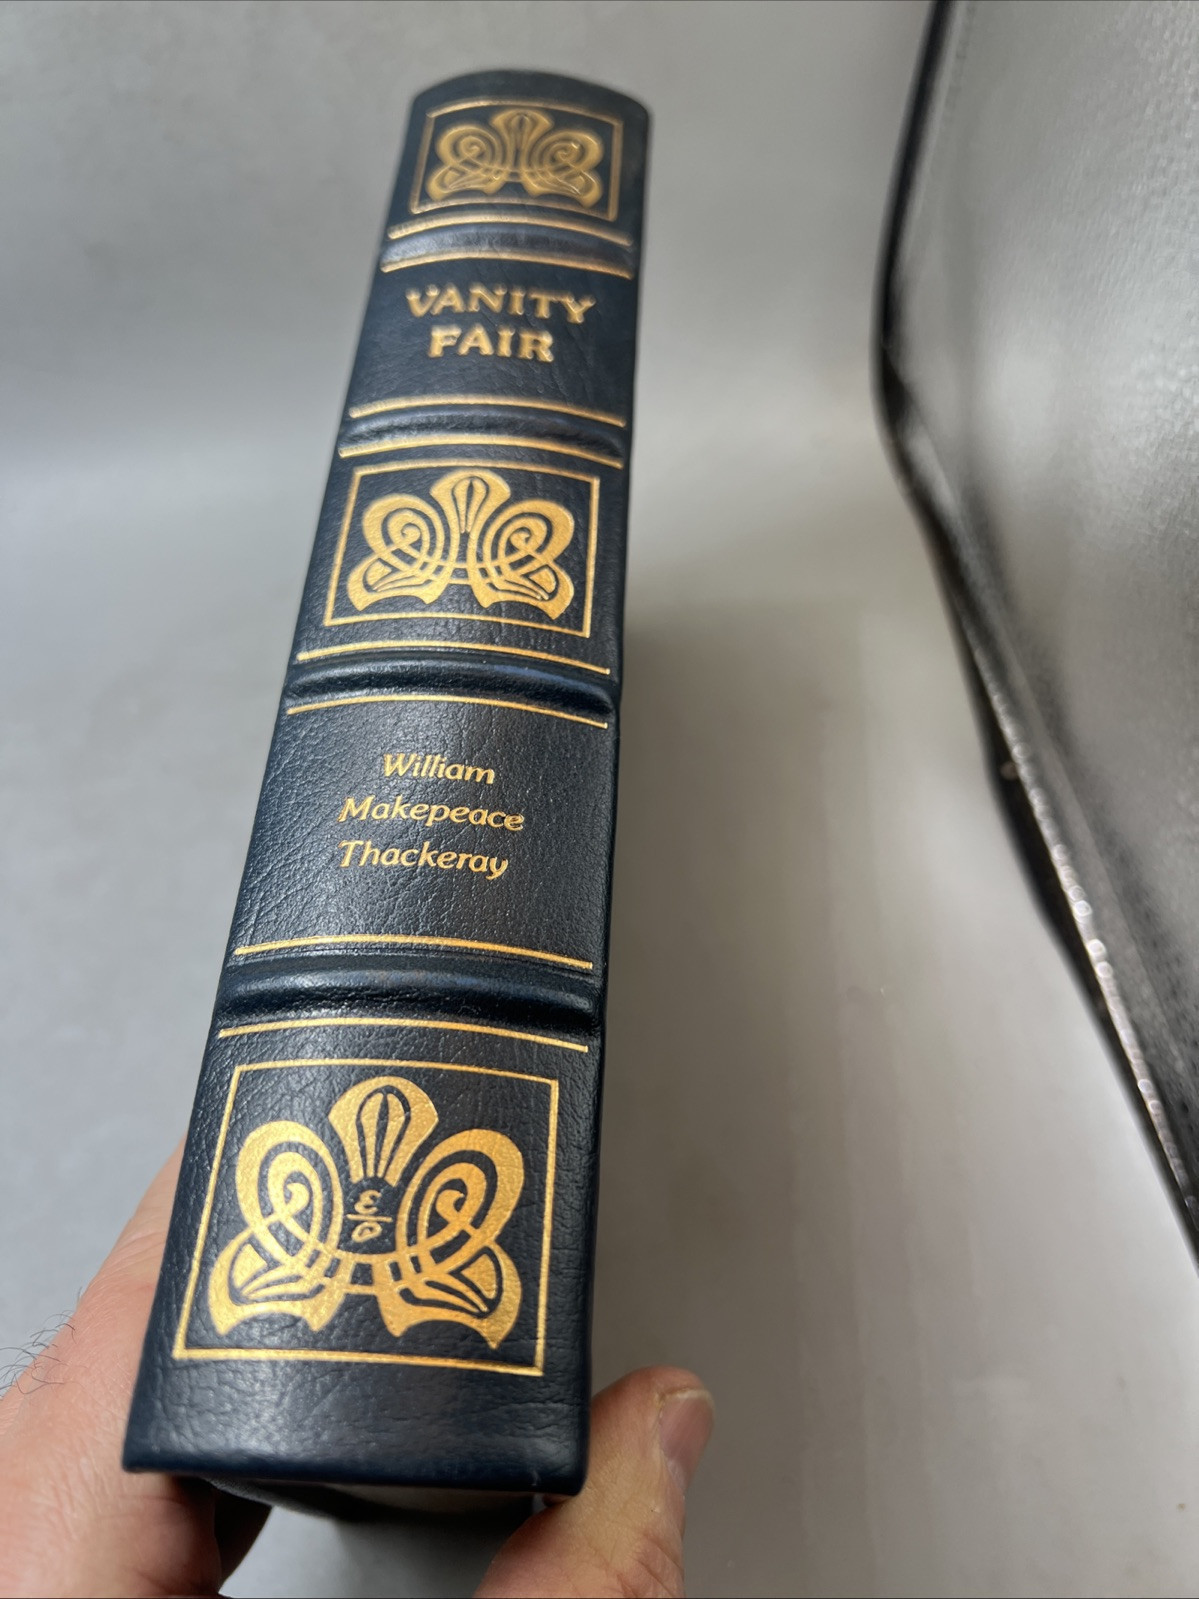 VANITY
FAIR
William
Makepeace
Thackeray